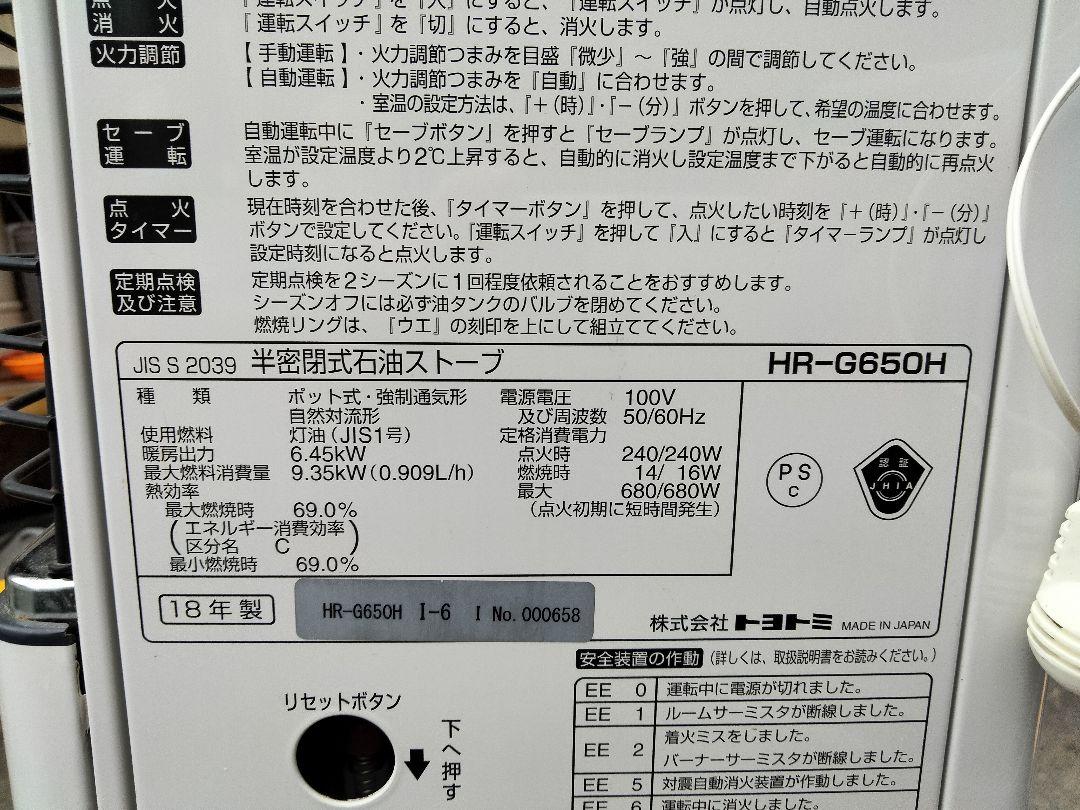 点 火 『運転スイッチ』を『入』にすると、『運転スイッチ』が点灯し、自動点火します。
消 火 『運転スイッチ』を『切』にすると、消火します。
火力調節 【 手動運転 】・火力調節つまみを目盛『微少』～『強』の間で調節してください。
【 自動運転 】・火力調節つまみを『自動』に合わせます。
・室温の設定方法は、『＋(時)』・『－(分)』ボタンを押して、希望の温度に合わせます。
セーブ 自動運転中に『セーブボタン』を押すと『セーブランプ』が点灯し、セーブ運転になります。
運 転 室温が設定温度より2℃上昇すると、自動的に消火し設定温度まで下がると自動的に再点火
します。
点 火 現在時刻を合わせた後、『タイマーボタン』を押して、点火したい時刻を『＋(時)』・『－(分)』
タイマー ボタンで設定してください。『運転スイッチ』を押して『入』にすると『タイマーランプ』が点灯し
設定時刻になると点火します。
定期点検 定期点検を２シーズンに１回程度依頼されることをおすすめします。
及び注意 シーズンオフには必ず油タンクのバルブを閉めてください。
燃焼リングは、『ウエ』の刻印を上にして組立ててください。
JIS S 2039 半密閉式石油ストーブ HR-G650H
種 類 ポット式・強制通気形
自然対流形
使用燃料 灯油(JIS1号)
暖房出力 6.45kW
最大燃料消費量 9.35kW(0.909L/h)
熱効率
最大燃焼時 69.0%
(エネルギー消費効率
区分名 C)
最小燃焼時 69.0%
電源電圧 100V
及び周波数 50/60Hz
定格消費電力
点火時 240/240W
燃焼時 14/ 16W
最大 680/680W
(点火初期に短時間発生)
PS
C
認証
JHIA
18年製
HR-G650H I-6 I No.000658
株式会社トヨトミ MADE IN JAPAN
安全装置の作動 (詳しくは、取扱説明書をお読みください。)
EE 0 運転中に電源が切れました。
EE 1 ルームサーミスタが断線しました。
EE 2 着火ミスをしました。
バーナーサーミスタが断線しました。
EE 5 対震自動消火装置が作動しました。
EE 6 運転中に消火しました。
リセットボタン
下へ押す